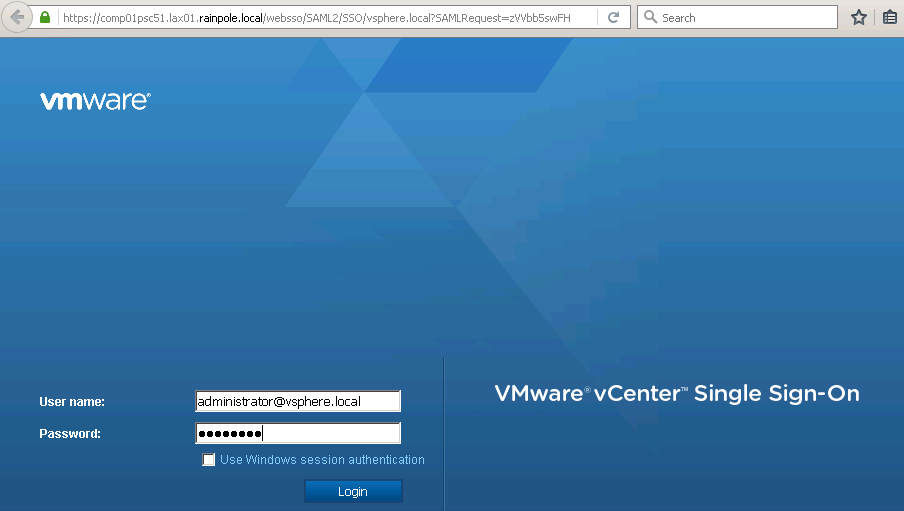 https://comp01psc51.lax01.rainpole.local/websso/SAML2/SSO/vsphere.local?SAMLRequest=zVVbb5swFH
Search
vmware®
VMware® vCenter™ Single Sign-On
User name: administrator@vsphere.local
Password: ●●●●●●●●
Use Windows session authentication
Login